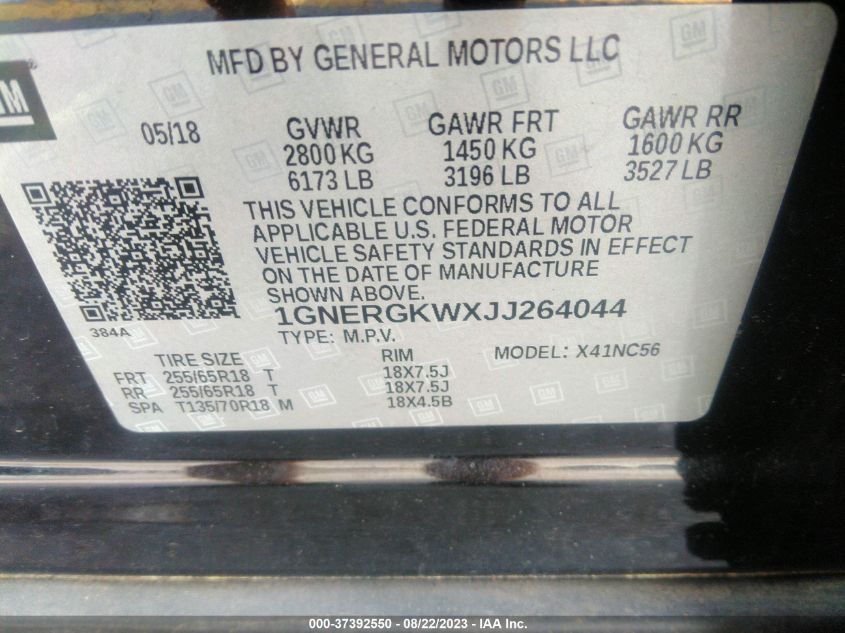 MFD BY GENERAL MOTORS LLC
GM
05/18
GVWR
2800 KG
6173 LB
GAWR FRT
1450 KG
3196 LB
GAWR RR
1600 KG
3527 LB
THIS VEHICLE CONFORMS TO ALL
APPLICABLE U.S. FEDERAL MOTOR
VEHICLE SAFETY STANDARDS IN EFFECT
ON THE DATE OF MANUFACTURE
SHOWN ABOVE.
1GNERGKWXJJ264044
384A
TYPE: M.P.V.
TIRE SIZE RIM MODEL: X41NC56
FRT 255/65R18 T 18X7.5J
RR 255/65R18 T 18X7.5J
SPA T135/70R18 M 18X4.5B
000-37392550 - 08/22/2023 - IAA Inc.